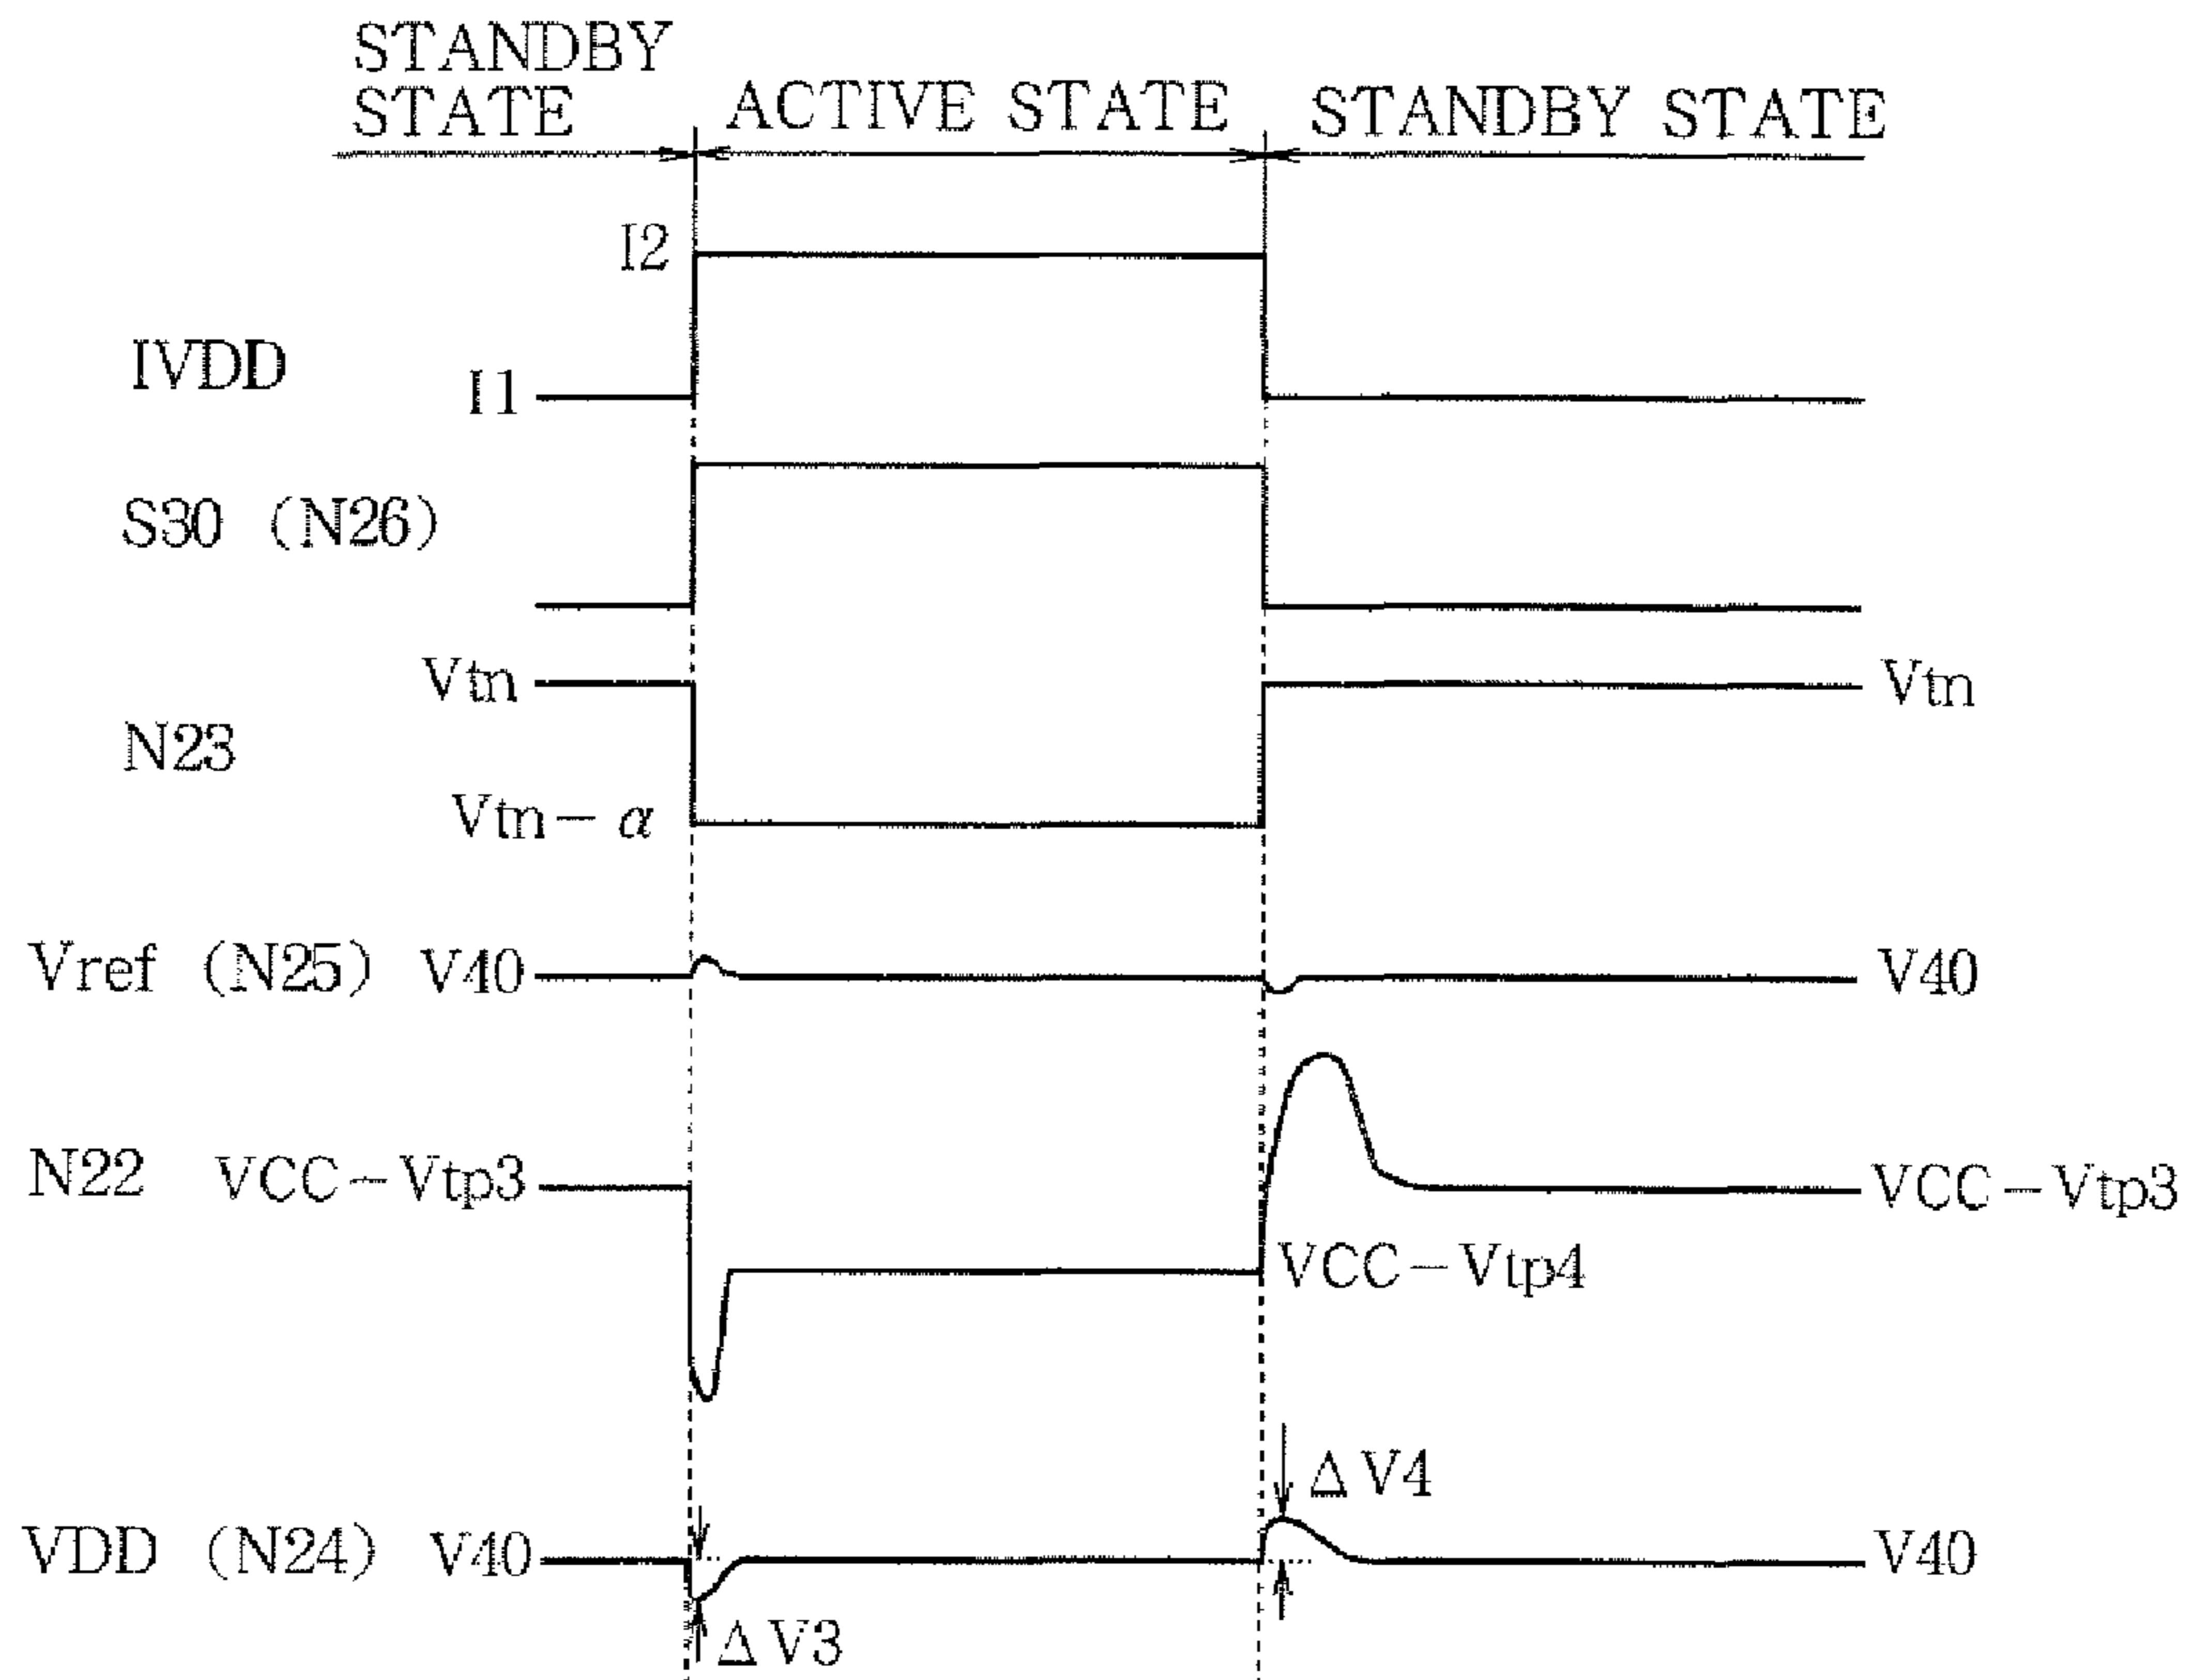 STANDBY
STATE
ACTIVE STATE
STANDBY STATE
I2
IVDD
I1
S30 (N26)
Vtn
Vtn
N23
Vtn－α
Vref (N25) V40
V40
N22 VCC－Vtp3
VCC－Vtp3
VCC－Vtp4
ΔV4
VDD (N24) V40
V40
ΔV3